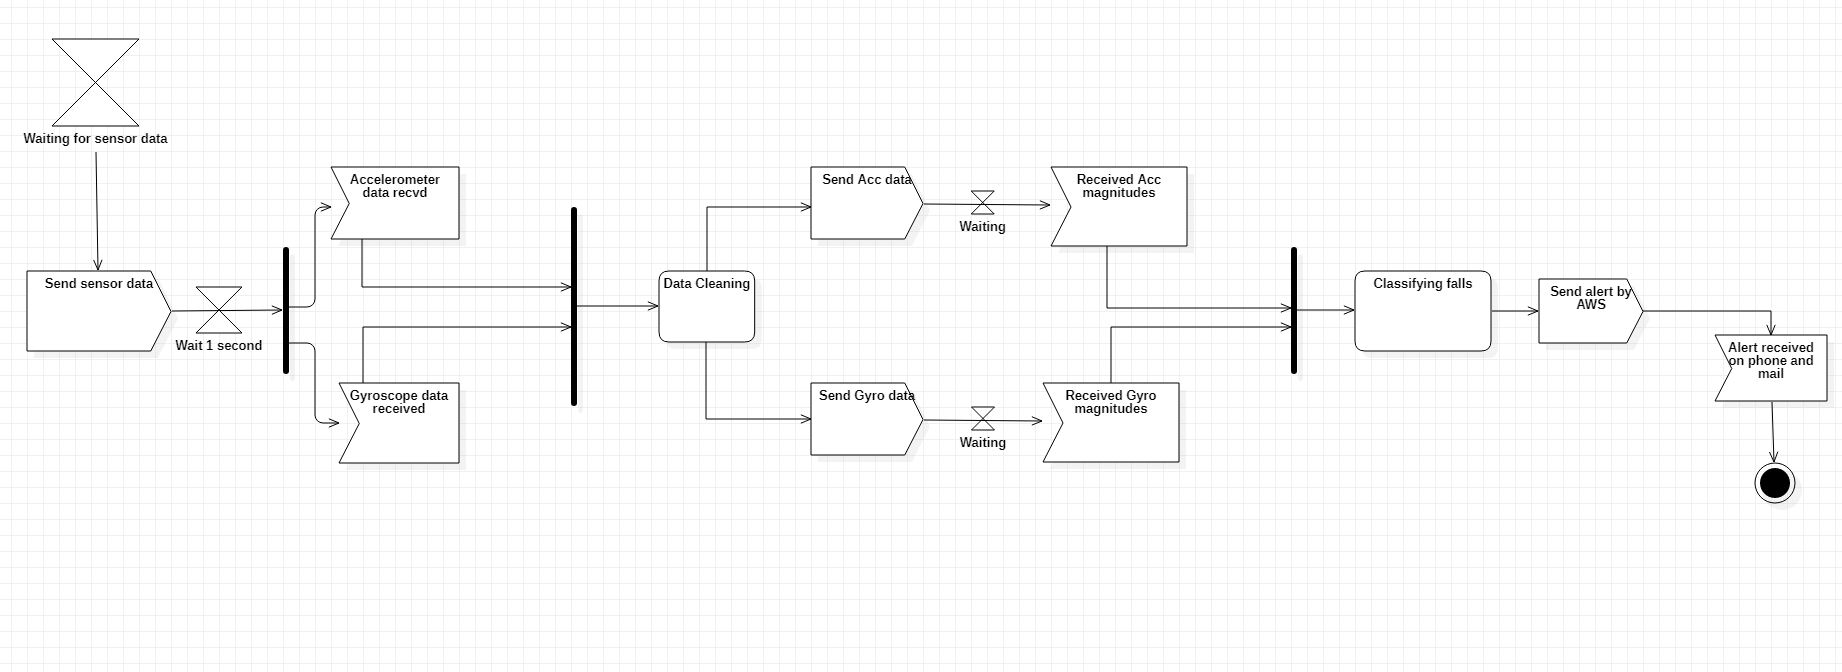 Waiting for sensor data
Send sensor data
Wait 1 second
Accelerometer
data recvd
Gyroscope data
received
Data Cleaning
Send Acc data
Waiting
Received Acc
magnitudes
Send Gyro data
Waiting
Received Gyro
magnitudes
Classifying falls
Send alert by
AWS
Alert received
on phone and
mail